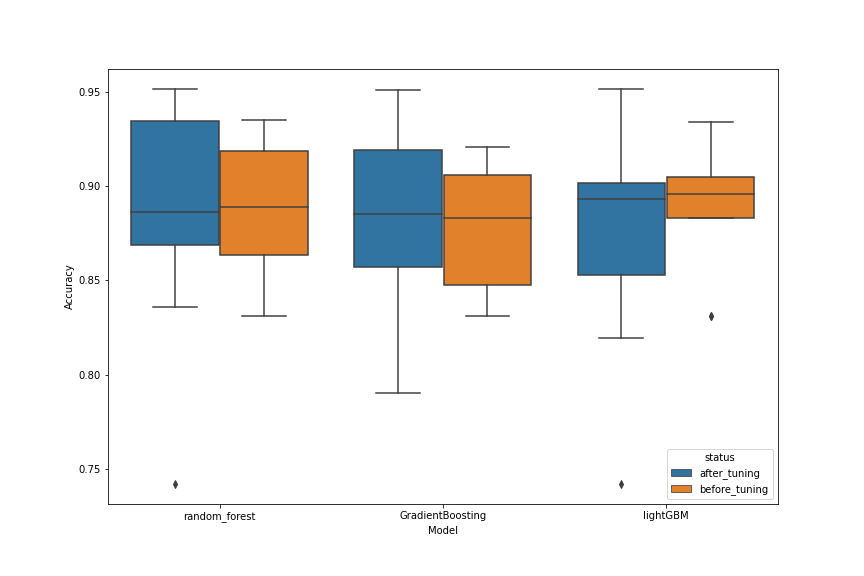 0.95
0.90
0.85
0.80
0.75
Accuracy
random_forest
GradientBoosting
lightGBM
Model
status
after_tuning
before_tuning